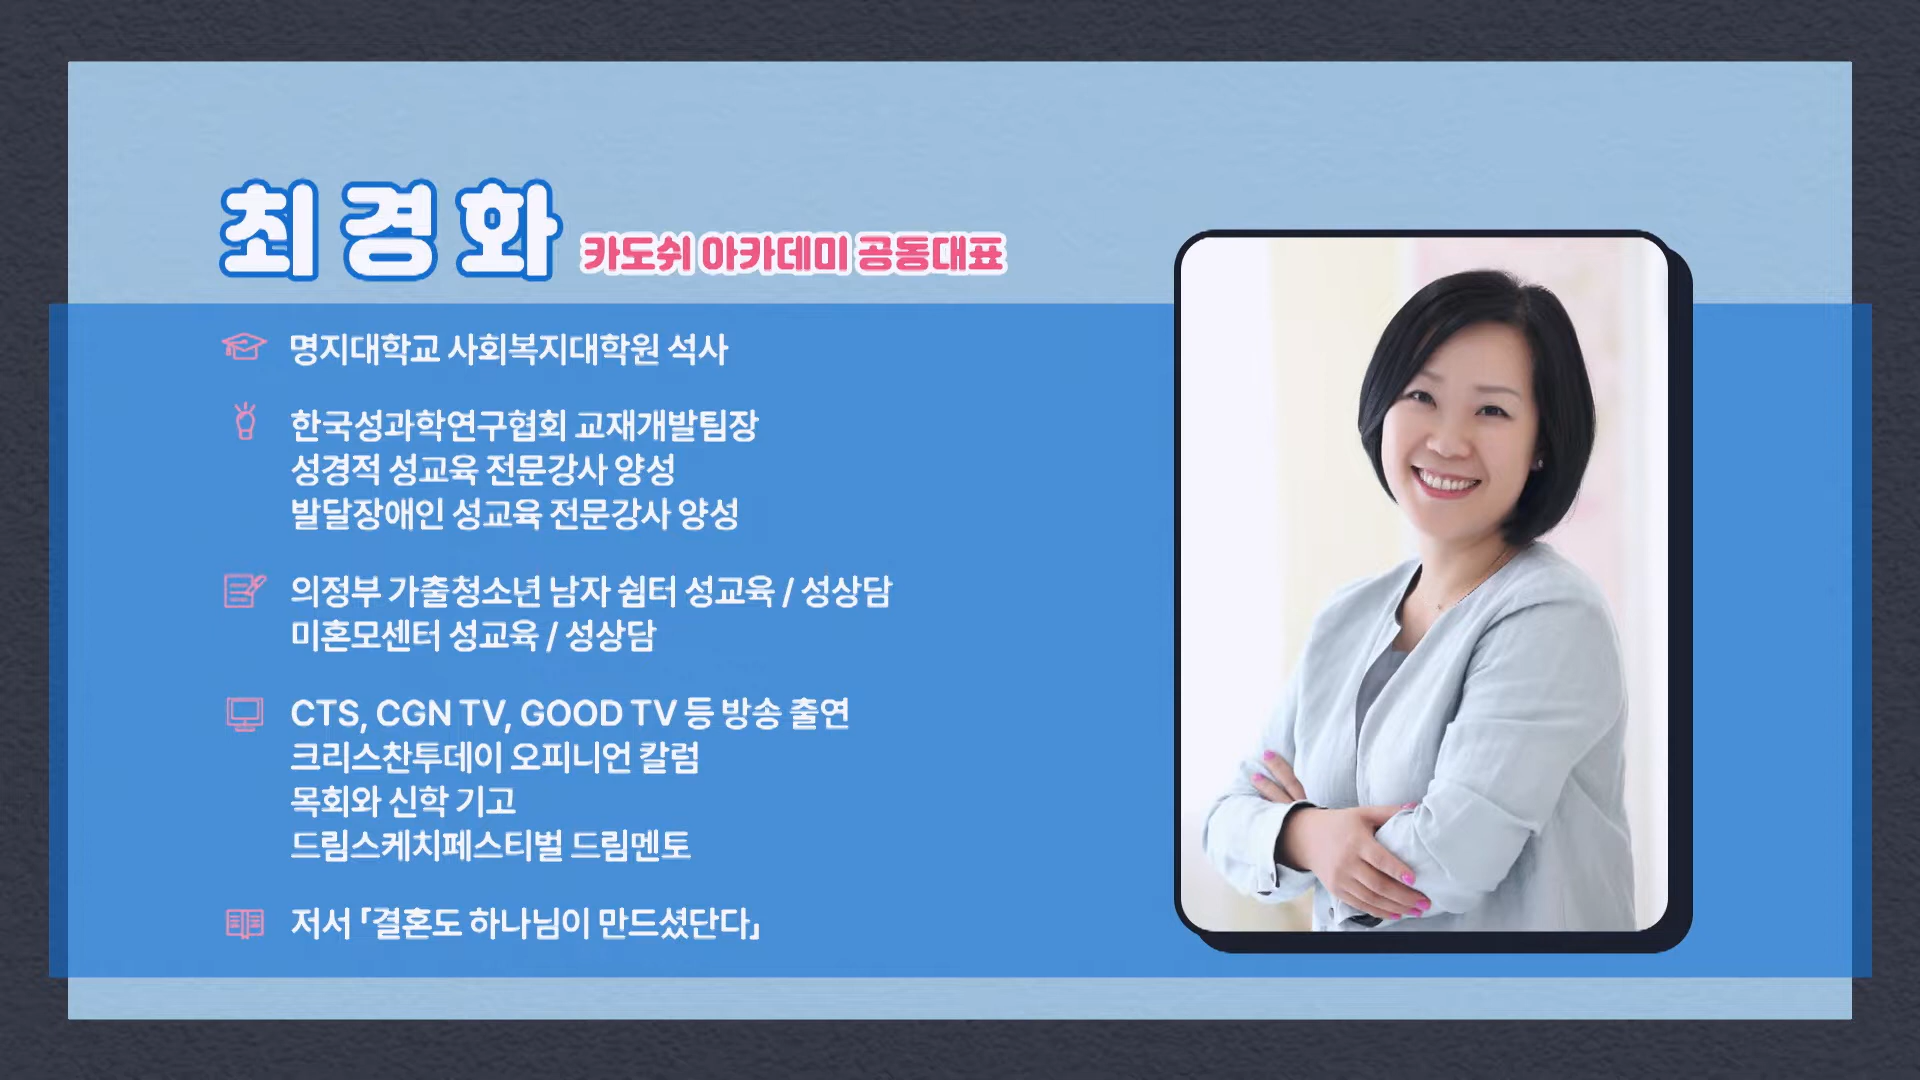 최경화 카도쉬 아카데미 공동대표
명지대학교 사회복지대학원 석사
한국성과학연구협회 교재개발팀장
성경적 성교육 전문강사 양성
발달장애인 성교육 전문강사 양성
의정부 가출청소년 남자 쉼터 성교육 / 성상담
미혼모센터 성교육 / 성상담
CTS, CGN TV, GOOD TV 등 방송 출연
크리스찬투데이 오피니언 칼럼
목회와 신학 기고
드림스케치페스티벌 드림멘토
저서 「결혼도 하나님이 만드셨단다」